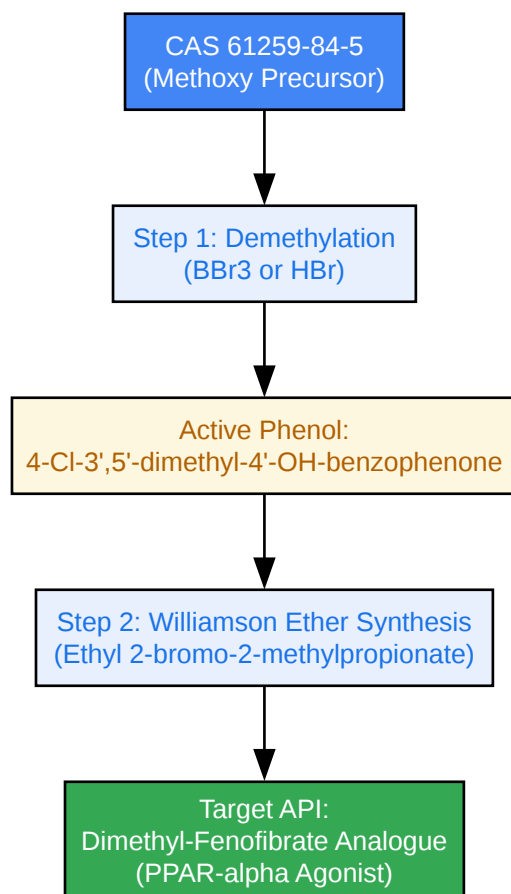 CAS 61259-84-5
(Methoxy Precursor)
Step 1: Demethylation
(BBr3 or HBr)
Active Phenol:
4-Cl-3',5'-dimethyl-4'-OH-benzophenone
Step 2: Williamson Ether Synthesis
(Ethyl 2-bromo-2-methylpropionate)
Target API:
Dimethyl-Fenofibrate Analogue
(PPAR-alpha Agonist)